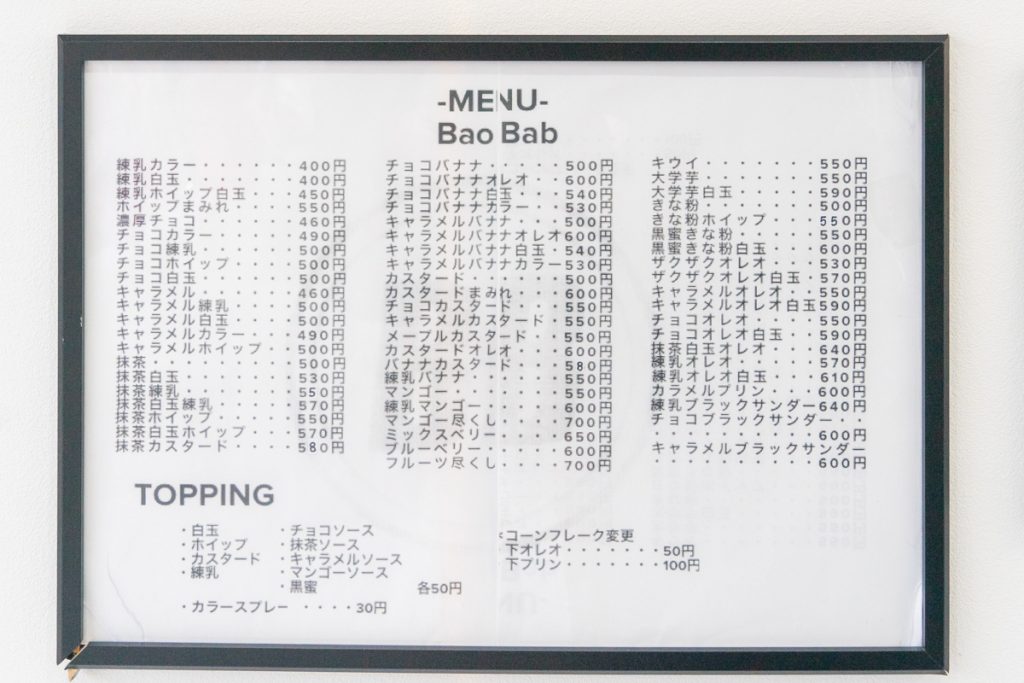 -MENU-
Bao Bab
練乳カラー・・・・・・400円
練乳白玉・・・・・・・400円
練乳ホイップ白玉・・・450円
ホイップまみれ・・・・550円
濃厚チョコ・・・・・・460円
チョコカラー・・・・・490円
チョコ練乳・・・・・・500円
チョコホイップ・・・・500円
チョコ白玉・・・・・・500円
キャラメル・・・・・・460円
キャラメル練乳・・・・500円
キャラメル白玉・・・・500円
キャラメルカラー・・・490円
キャラメルホイップ・・500円
抹茶・・・・・・・・・500円
抹茶白玉・・・・・・・530円
抹茶練乳・・・・・・・550円
抹茶白玉練乳・・・・・570円
抹茶ホイップ・・・・・550円
抹茶白玉ホイップ・・・570円
抹茶カスタード・・・・580円
チョコバナナ・・・・・500円
チョコバナナオレオ・・600円
チョコバナナ白玉・・・540円
チョコバナナカラー・・530円
キャラメルバナナ・・・500円
キャラメルバナナオレオ600円
キャラメルバナナ白玉・540円
キャラメルバナナカラー530円
カスタード・・・・・・500円
カスタードまみれ・・・600円
チョコカスタード・・・550円
キャラメルカスタード・550円
メープルカスタード・・550円
カスタードオレオ・・・600円
バナナカスタード・・・580円
練乳バナナ・・・・・・550円
マンゴー・・・・・・・550円
練乳マンゴー・・・・・600円
マンゴー尽くし・・・・700円
ミックスベリー・・・・650円
ブルーベリー・・・・・600円
フルーツ尽くし・・・・700円
キウイ・・・・・・・550円
大学芋・・・・・・・550円
大学芋白玉・・・・・590円
きな粉・・・・・・・500円
きな粉ホイップ・・・550円
黒蜜きな粉・・・・・550円
黒蜜きな粉白玉・・・600円
ザクザクオレオ・・・530円
ザクザクオレオ白玉・570円
キャラメルオレオ・・550円
キャラメルオレオ白玉590円
チョコオレオ・・・・550円
チョコオレオ白玉・・590円
抹茶白玉オレオ・・・640円
練乳オレオ・・・・・570円
練乳オレオ白玉・・・610円
カラメルプリン・・・600円
練乳ブラックサンダー640円
チョコブラックサンダー・・
・・・・・・・・・・600円
キャラメルブラックサンダー
・・・・・・・・・・600円
TOPPING
・白玉 ・チョコソース
・ホイップ ・抹茶ソース
・カスタード ・キャラメルソース
・練乳 ・マンゴーソース
・黒蜜 各50円
・カラースプレー ・・・・30円
×コーンフレーク変更
・下オレオ・・・・・・・50円
・下プリン・・・・・・・100円